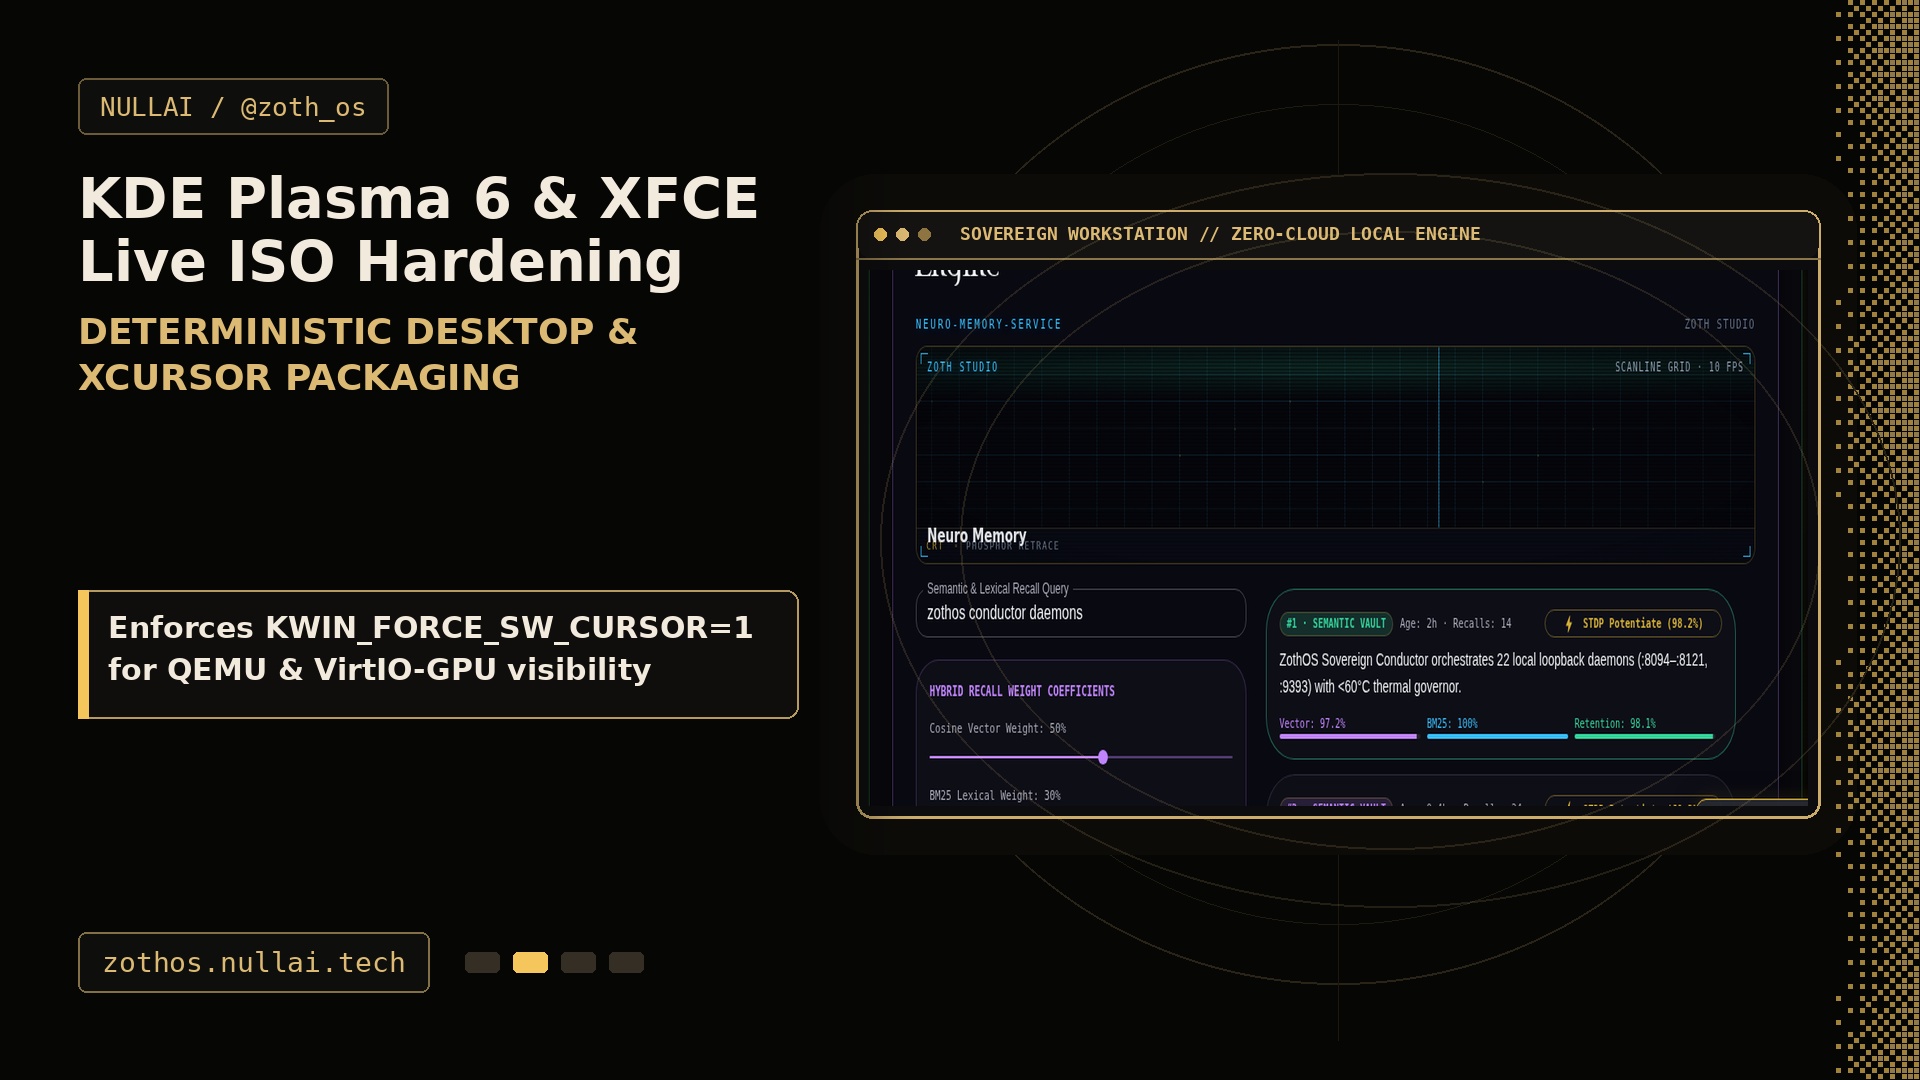 NULLAI / @zoth_os
KDE Plasma 6 & XFCE
Live ISO Hardening
DETERMINISTIC DESKTOP &
XCURSOR PACKAGING
Enforces KWIN_FORCE_SW_CURSOR=1
for QEMU & VirtIO-GPU visibility
zothos.nullai.tech
SOVEREIGN WORKSTATION // ZERO-CLOUD LOCAL ENGINE
Engine
NEURO-MEMORY-SERVICE
ZOTH STUDIO
ZOTH STUDIO
SCANLINE GRID · 10 FPS
Neuro Memory
CRT · PHOSPHOR RETRACE
Semantic & Lexical Recall Query
zothos conductor daemons
HYBRID RECALL WEIGHT COEFFICIENTS
Cosine Vector Weight: 50%
BM25 Lexical Weight: 30%
#1 · SEMANTIC VAULT Age: 2h · Recalls: 14 STDP Potentiate (98.2%)
ZothOS Sovereign Conductor orchestrates 22 local loopback daemons (:8094–:8121,
:9393) with <60°C thermal governor.
Vector: 97.2% BM25: 100% Retention: 98.1%